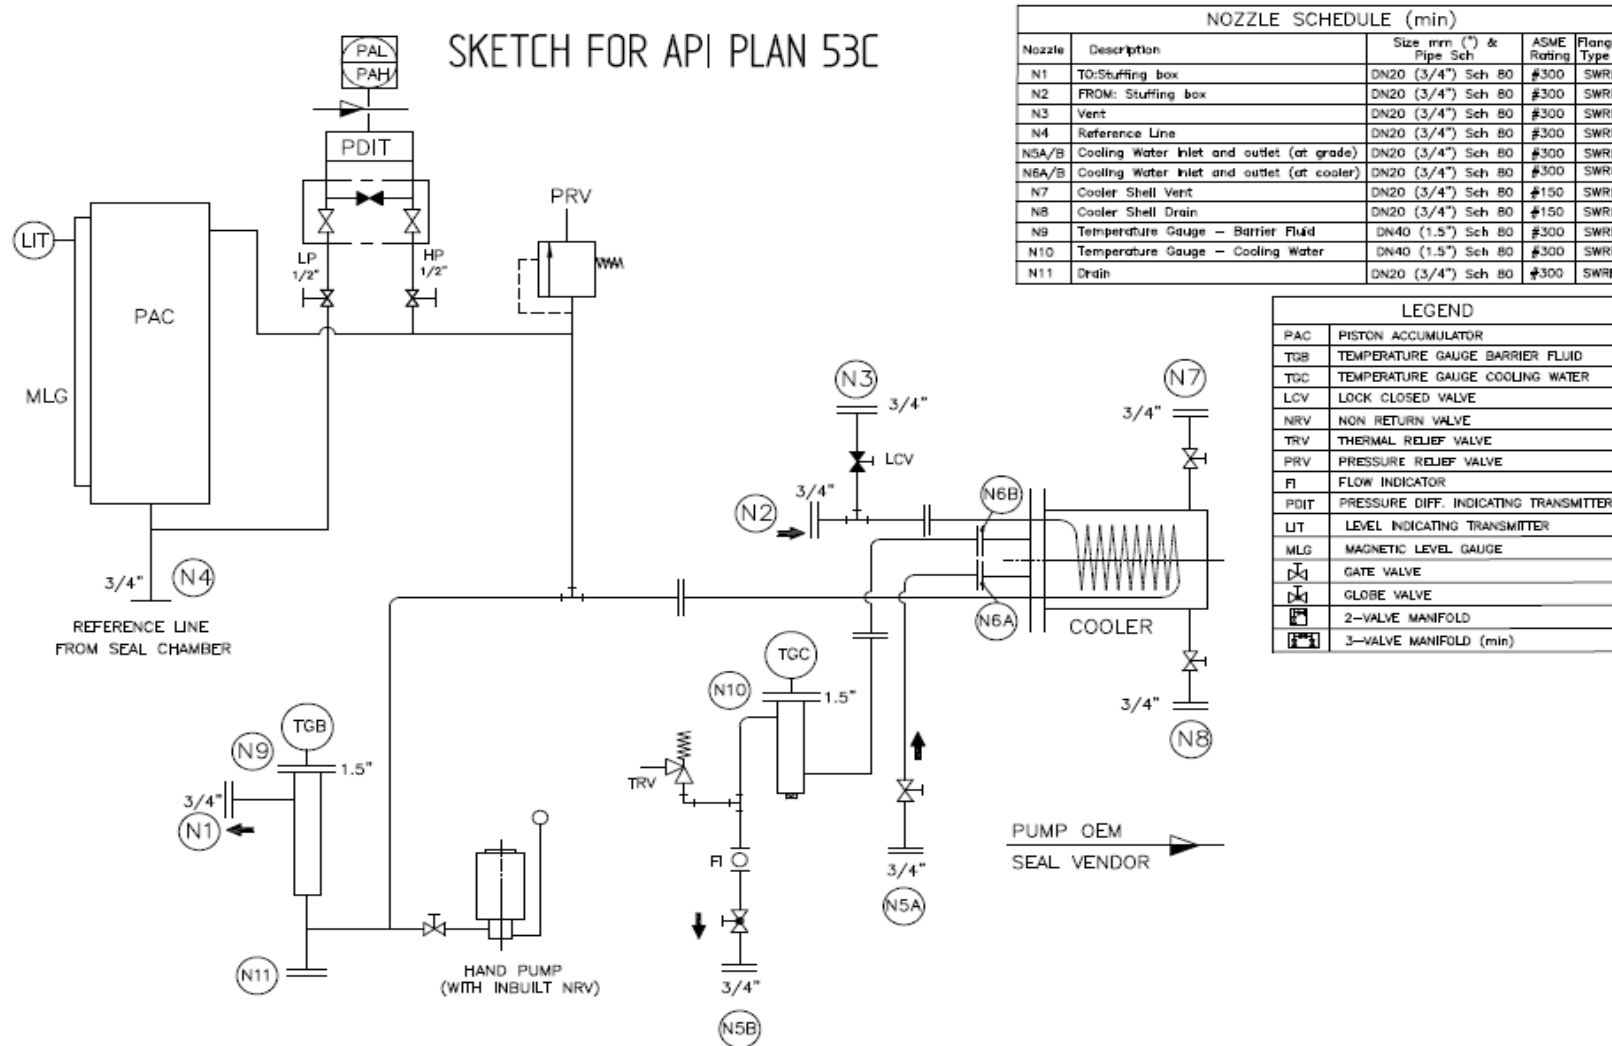 SKETCH FOR API PLAN 53C
PAL
PAH
PDIT
LP
1/2"
HP
1/2"
PRV
LIT
PAC
MLG
3/4"
N4
REFERENCE LINE
FROM SEAL CHAMBER
N3
3/4"
LCV
3/4"
N2
N6B
N6A
N7
3/4"
COOLER
3/4"
N8
TGC
N10
1.5"
TRV
FI
3/4"
N5B
3/4"
N5A
TGB
N9
1.5"
3/4"
N1
N11
HAND PUMP
(WITH INBUILT NRV)
PUMP OEM
SEAL VENDOR
NOZZLE SCHEDULE (min)
Nozzle Description Size mm (") & Pipe Sch ASME Rating Flang Type
N1 TO:Stuffing box DN20 (3/4") Sch 80 #300 SWR
N2 FROM: Stuffing box DN20 (3/4") Sch 80 #300 SWR
N3 Vent DN20 (3/4") Sch 80 #300 SWR
N4 Reference Line DN20 (3/4") Sch 80 #300 SWR
N5A/B Cooling Water Inlet and outlet (at grade) DN20 (3/4") Sch 80 #300 SWR
N6A/B Cooling Water Inlet and outlet (at cooler) DN20 (3/4") Sch 80 #300 SWR
N7 Cooler Shell Vent DN20 (3/4") Sch 80 #150 SWR
N8 Cooler Shell Drain DN20 (3/4") Sch 80 #150 SWR
N9 Temperature Gauge – Barrier Fluid DN40 (1.5") Sch 80 #300 SWR
N10 Temperature Gauge – Cooling Water DN40 (1.5") Sch 80 #300 SWR
N11 Drain DN20 (3/4") Sch 80 #300 SWR
LEGEND
PAC PISTON ACCUMULATOR
TGB TEMPERATURE GAUGE BARRIER FLUID
TGC TEMPERATURE GAUGE COOLING WATER
LCV LOCK CLOSED VALVE
NRV NON RETURN VALVE
TRV THERMAL RELIEF VALVE
PRV PRESSURE RELIEF VALVE
FI FLOW INDICATOR
PDIT PRESSURE DIFF. INDICATING TRANSMITTER
LIT LEVEL INDICATING TRANSMITTER
MLG MAGNETIC LEVEL GAUGE
GATE VALVE
GLOBE VALVE
2–VALVE MANIFOLD
3–VALVE MANIFOLD (min)